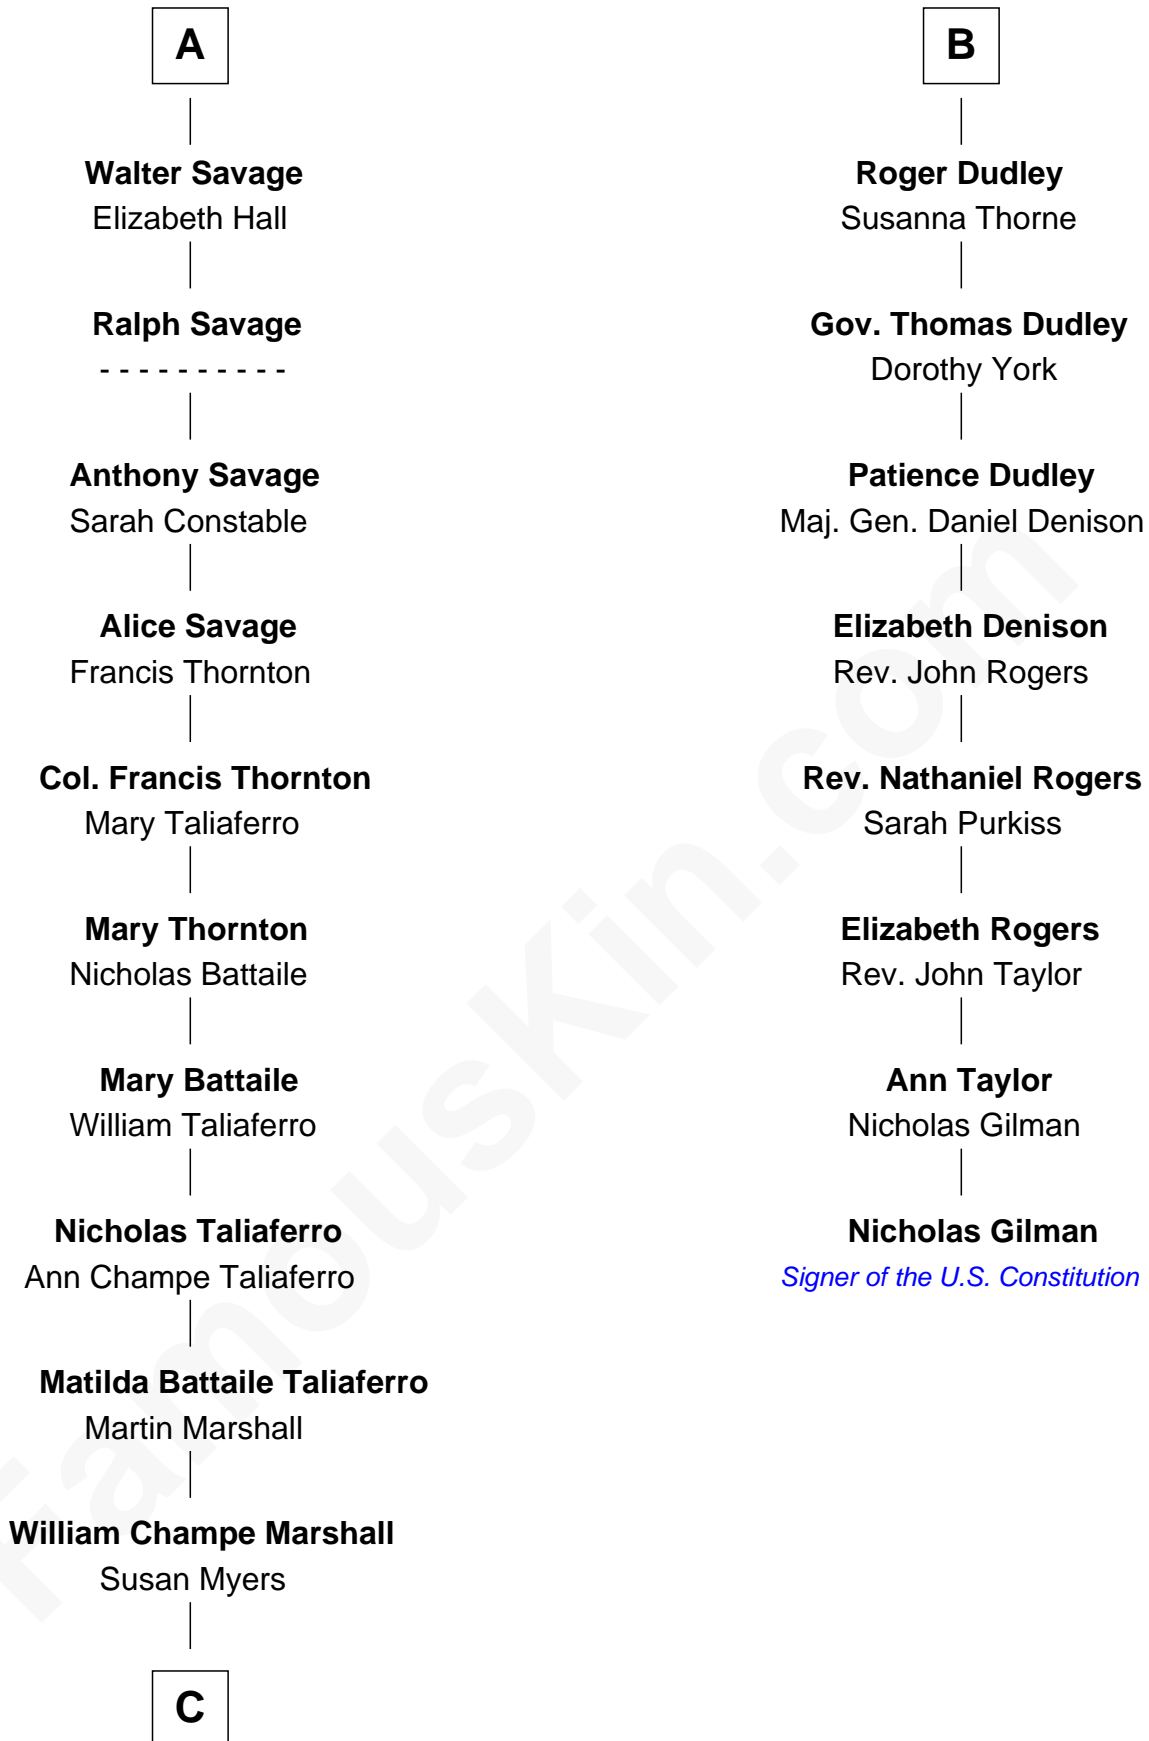 A
Walter Savage
Elizabeth Hall
Ralph Savage
- - - - - - - - - -
Anthony Savage
Sarah Constable
Alice Savage
Francis Thornton
Col. Francis Thornton
Mary Taliaferro
Mary Thornton
Nicholas Battaile
Mary Battaile
William Taliaferro
Nicholas Taliaferro
Ann Champe Taliaferro
Matilda Battaile Taliaferro
Martin Marshall
William Champe Marshall
Susan Myers
C
B
Roger Dudley
Susanna Thorne
Gov. Thomas Dudley
Dorothy York
Patience Dudley
Maj. Gen. Daniel Denison
Elizabeth Denison
Rev. John Rogers
Rev. Nathaniel Rogers
Sarah Purkiss
Elizabeth Rogers
Rev. John Taylor
Ann Taylor
Nicholas Gilman
Nicholas Gilman
Signer of the U.S. Constitution
FamousKin.com